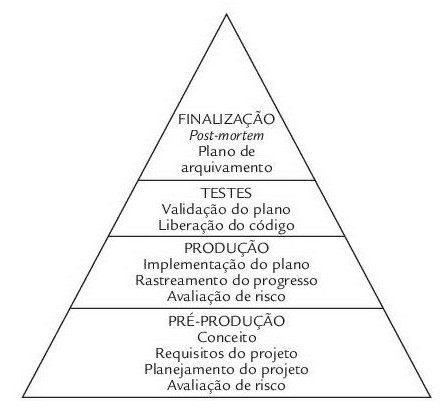 FINALIZAÇÃO
Post-mortem
Plano de
arquivamento
TESTES
Validação do plano
Liberação do código
PRODUÇÃO
Implementação do plano
Rastreamento do progresso
Avaliação de risco
PRÉ-PRODUÇÃO
Conceito
Requisitos do projeto
Planejamento do projeto
Avaliação de risco